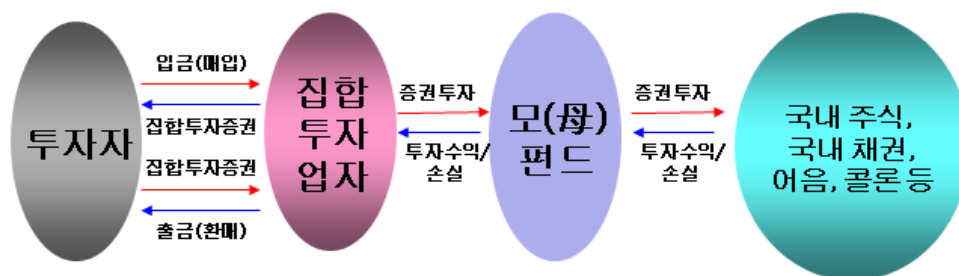 투자자
입금(매입)
집합투자증권
집합투자증권
출금(환매)
집합
투자
업자
증권투자
투자수익/
손실
모(母)
펀드
증권투자
투자수익/
손실
국내 주식,
국내 채권,
어음, 콜론 등